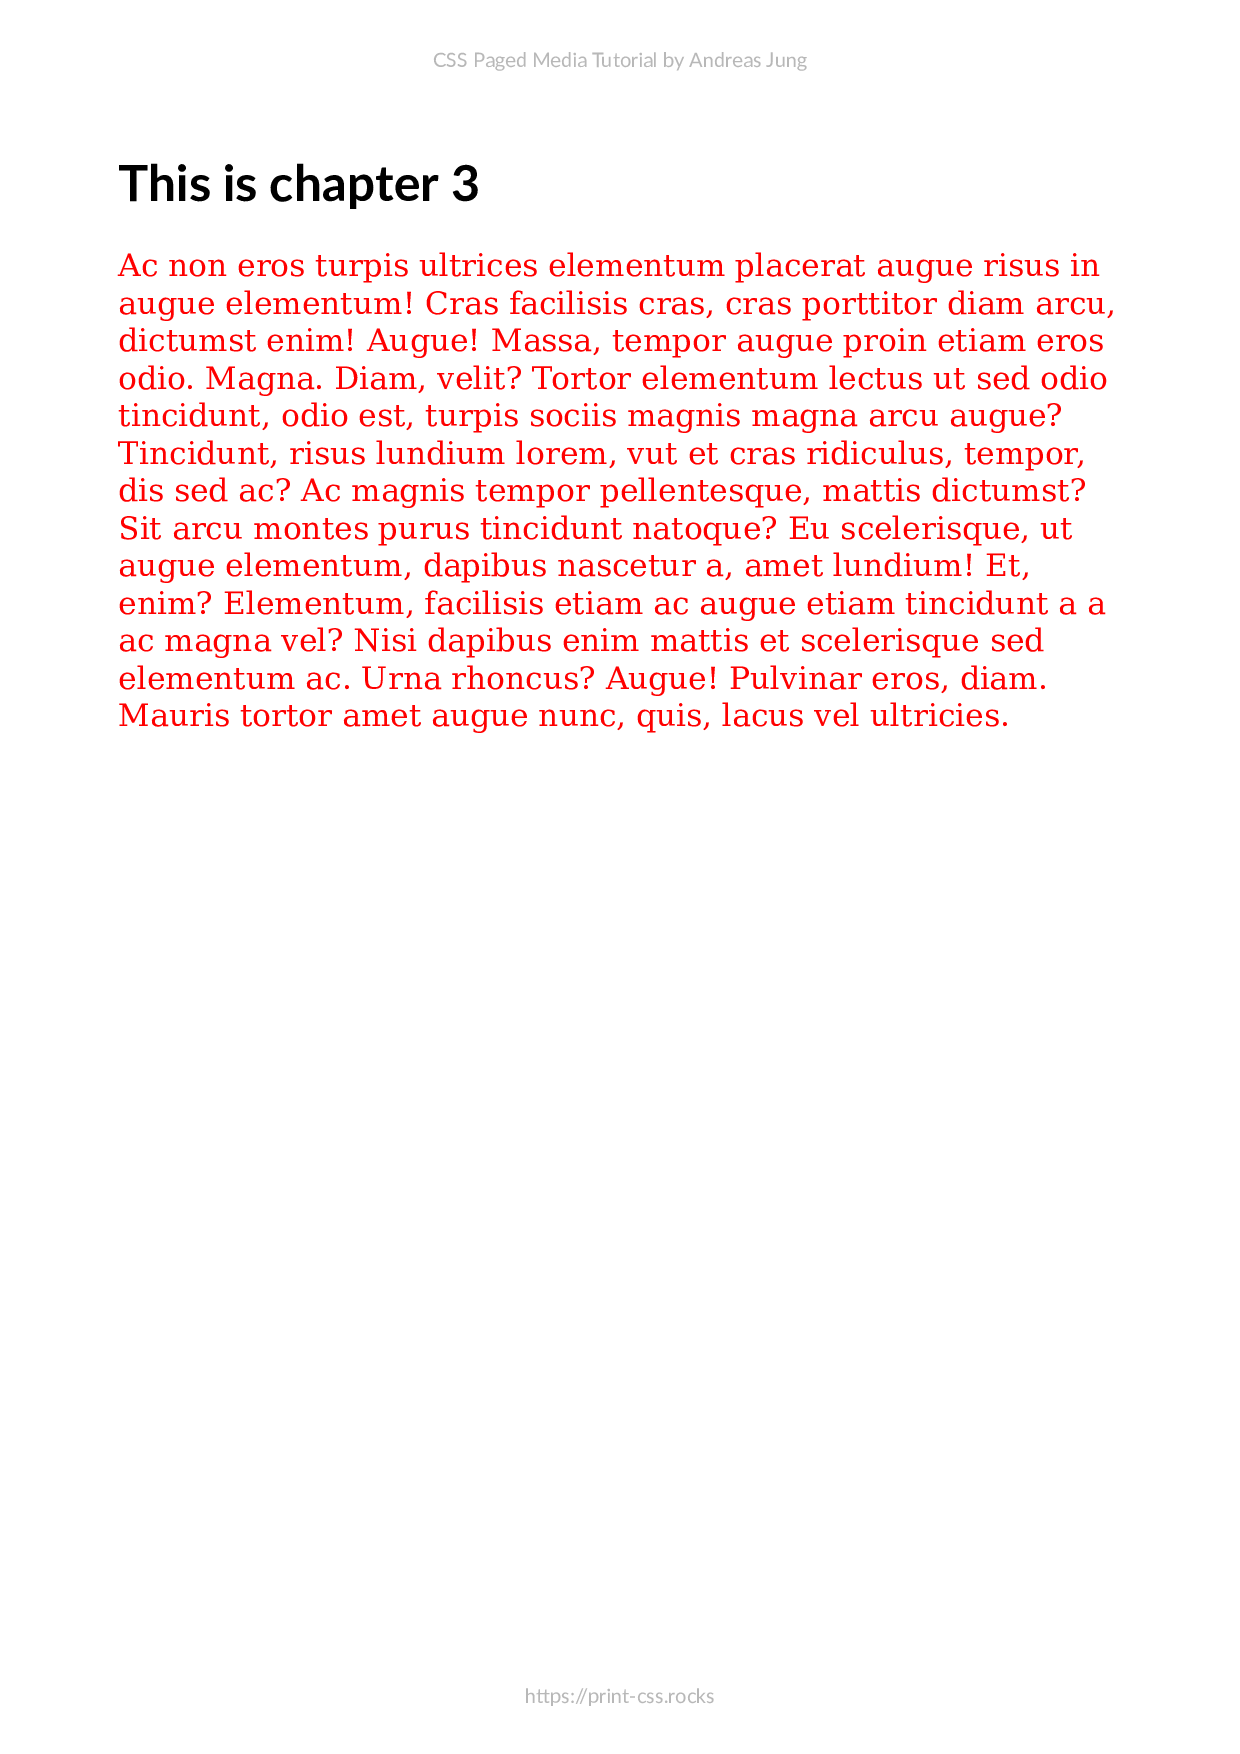 CSS Paged Media Tutorial by Andreas Jung
This is chapter 3
Ac non eros turpis ultrices elementum placerat augue risus in
augue elementum! Cras facilisis cras, cras porttitor diam arcu,
dictumst enim! Augue! Massa, tempor augue proin etiam eros
odio. Magna. Diam, velit? Tortor elementum lectus ut sed odio
tincidunt, odio est, turpis sociis magnis magna arcu augue?
Tincidunt, risus lundium lorem, vut et cras ridiculus, tempor,
dis sed ac? Ac magnis tempor pellentesque, mattis dictumst?
Sit arcu montes purus tincidunt natoque? Eu scelerisque, ut
augue elementum, dapibus nascetur a, amet lundium! Et,
enim? Elementum, facilisis etiam ac augue etiam tincidunt a a
ac magna vel? Nisi dapibus enim mattis et scelerisque sed
elementum ac. Urna rhoncus? Augue! Pulvinar eros, diam.
Mauris tortor amet augue nunc, quis, lacus vel ultricies.
https://print-css.rocks